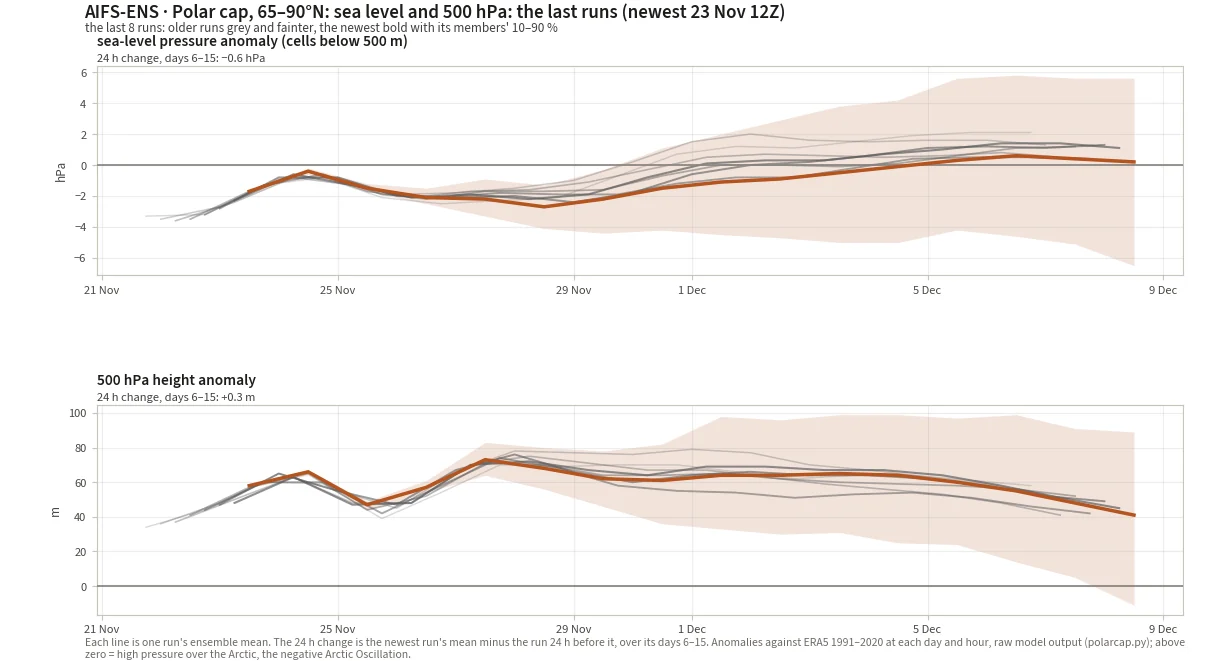 AIFS-ENS · Polar cap, 65–90°N: sea level and 500 hPa: the last runs (newest 23 Nov 12Z)
the last 8 runs: older runs grey and fainter, the newest bold with its members' 10–90 %
sea-level pressure anomaly (cells below 500 m)
24 h change, days 6–15: −0.6 hPa
6
4
2
0
−2
−4
−6
hPa
21 Nov
25 Nov
29 Nov
1 Dec
5 Dec
9 Dec
500 hPa height anomaly
24 h change, days 6–15: +0.3 m
100
80
60
40
20
0
m
21 Nov
25 Nov
29 Nov
1 Dec
5 Dec
9 Dec
Each line is one run's ensemble mean. The 24 h change is the newest run's mean minus the run 24 h before it, over its days 6–15. Anomalies against ERA5 1991–2020 at each day and hour, raw model output (polarcap.py); above
zero = high pressure over the Arctic, the negative Arctic Oscillation.